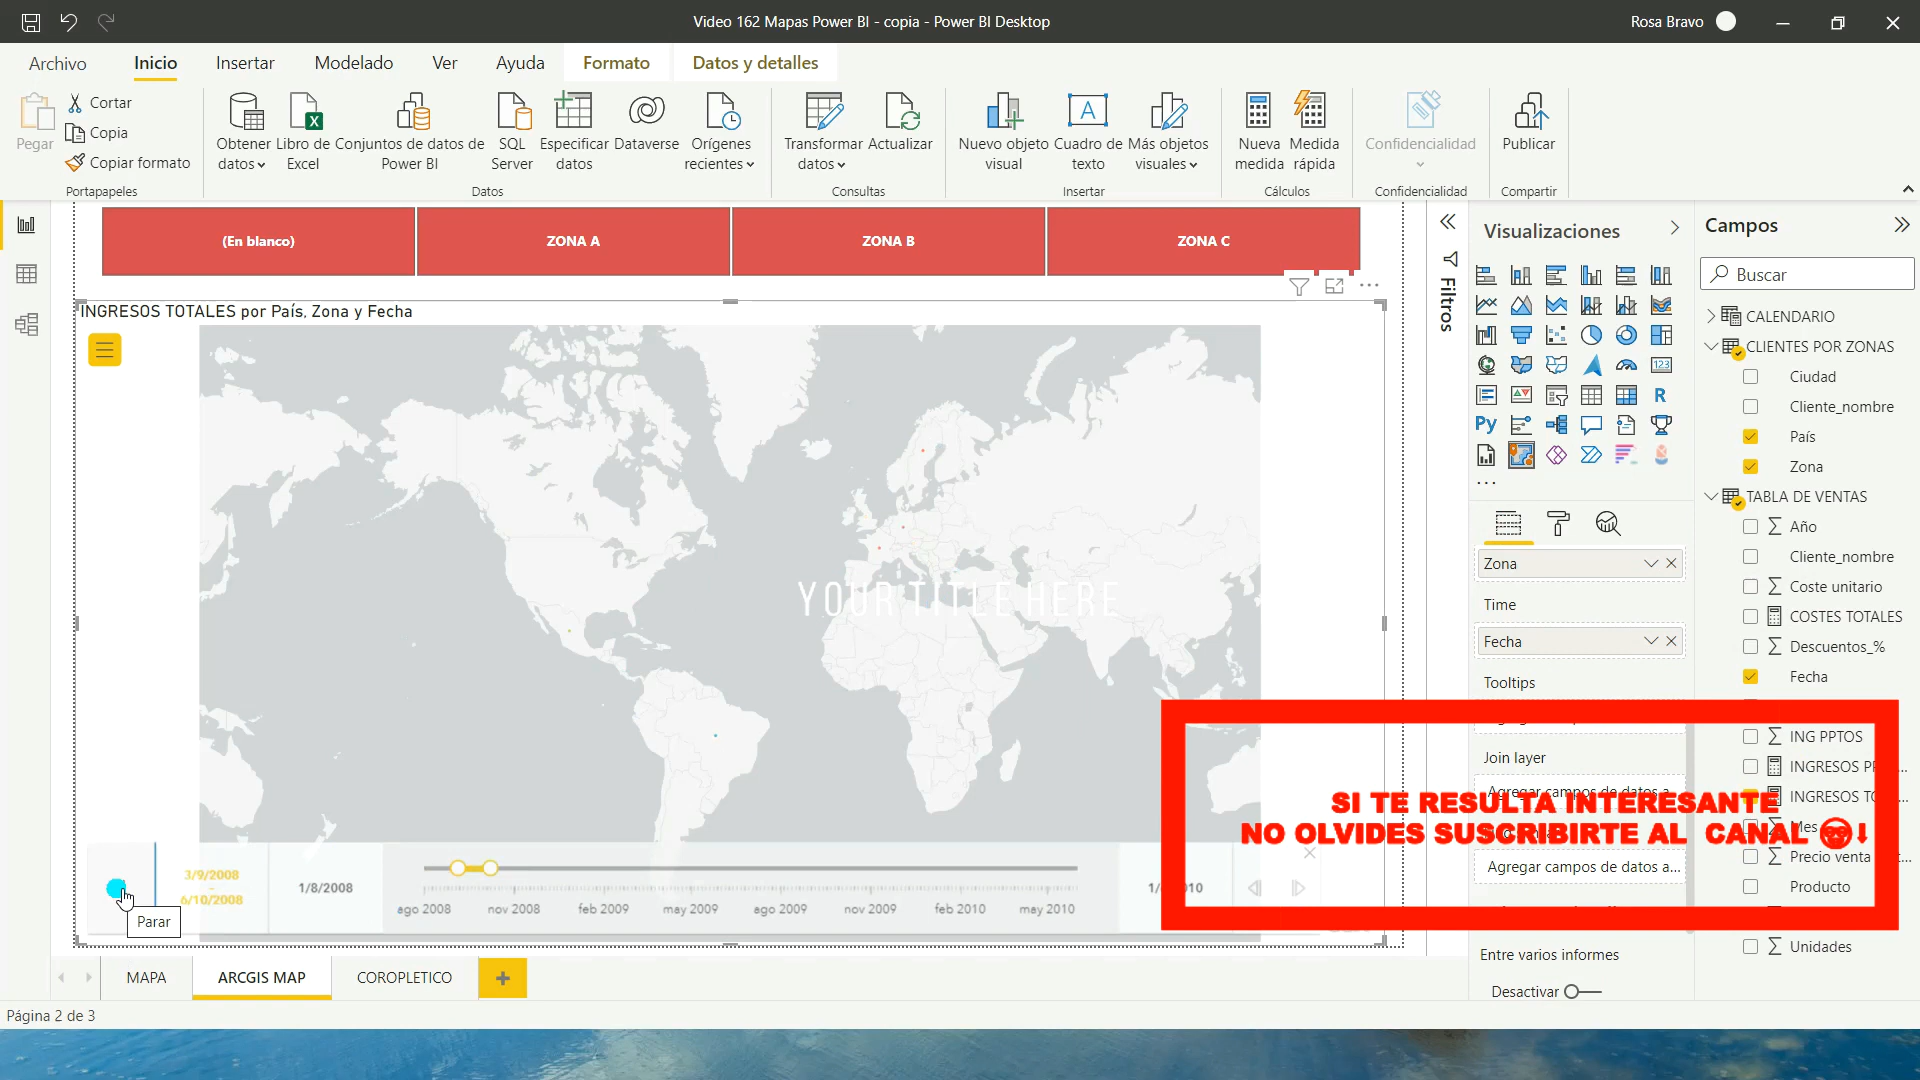 Video 162 Mapas Power BI - copia - Power BI Desktop
Rosa Bravo
Archivo
Inicio
Insertar
Modelado
Ver
Ayuda
Formato
Datos y detalles
Pegar
Cortar
Copia
Copiar formato
Portapapeles
Obtener datos
Libro de Excel
Conjuntos de datos de Power BI
SQL Server
Especificar datos
Dataverse
Orígenes recientes
Datos
Transformar datos
Actualizar
Consultas
Nuevo objeto visual
Cuadro de texto
Más objetos visuales
Insertar
Nueva medida
Medida rápida
Cálculos
Confidencialidad
Confidencialidad
Publicar
Compartir
(En blanco)
ZONA A
ZONA B
ZONA C
INGRESOS TOTALES por País, Zona y Fecha
YOUR TITLE HERE
3/9/2008
-
6/10/2008
1/8/2008
ago 2008
nov 2008
feb 2009
may 2009
ago 2009
nov 2009
feb 2010
may 2010
Parar
Filtros
Visualizaciones
Zona
Time
Fecha
Tooltips
Join layer
Agregar campos de datos a...
Agregar campos de datos a...
Entre varios informes
Desactivar
Campos
Buscar
CALENDARIO
CLIENTES POR ZONAS
Ciudad
Cliente_nombre
País
Zona
TABLA DE VENTAS
Año
Cliente_nombre
Coste unitario
COSTES TOTALES
Descuentos_%
Fecha
ING PPTOS
INGRESOS P
INGRESOS TO
Mes
Precio venta
Producto
Unidades
SI TE RESULTA INTERESANTE
NO OLVIDES SUSCRIBIRTE AL CANAL
MAPA
ARCGIS MAP
COROPLETICO
Página 2 de 3